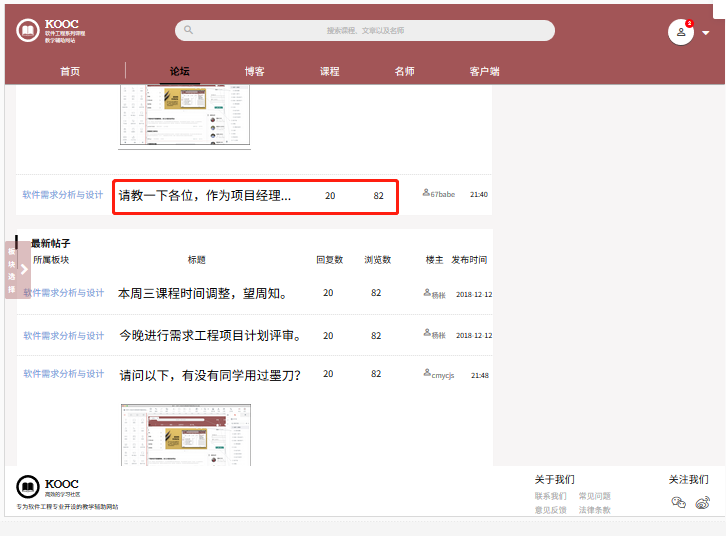 KOOC
软件工程系列课程
教学辅助网站
搜索课程、文章以及名师
2
首页 论坛 博客 课程 名师 客户端
软件需求分析与设计 请教一下各位，作为项目经理... 20 82 67babe 21:40
最新帖子
所属板块 标题 回复数 浏览数 楼主 发布时间
板块选择
软件需求分析与设计 本周三课程时间调整，望周知。 20 82 杨枨 2018-12-12
软件需求分析与设计 今晚进行需求工程项目计划评审。 20 82 杨枨 2018-12-12
软件需求分析与设计 请问以下，有没有同学用过墨刀？ 20 82 cmycjs 21:48
KOOC
高效的学习社区
专为软件工程专业开设的教学辅助网站
关于我们 关注我们
联系我们 常见问题
意见反馈 法律条款